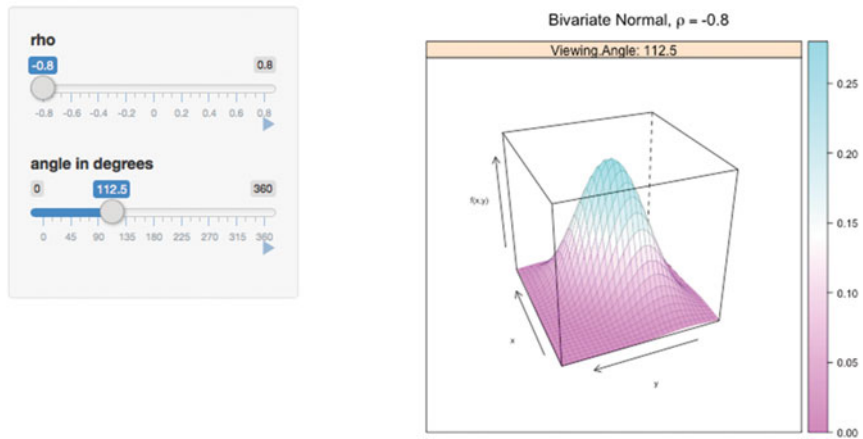 rho
-0.8 0.8
-0.8 -0.6 -0.4 -0.2 0 0.2 0.4 0.6 0.8
angle in degrees
0 112.5 360
0 45 90 135 180 225 270 315 360
Bivariate Normal, ρ = -0.8
Viewing.Angle: 112.5
f(x,y)
x
y
0.25
0.20
0.15
0.10
0.05
0.00